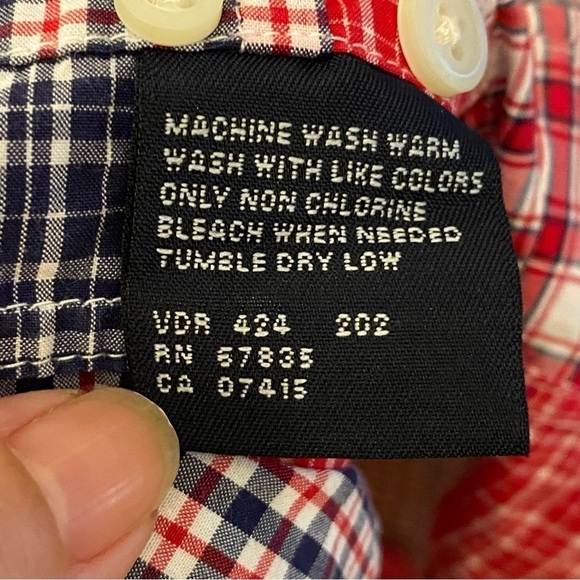 MACHINE WASH WARM
WASH WITH LIKE COLORS
ONLY NON CHLORINE
BLEACH WHEN NEEDED
TUMBLE DRY LOW
VDR 424 202
RN 67835
CA 07415